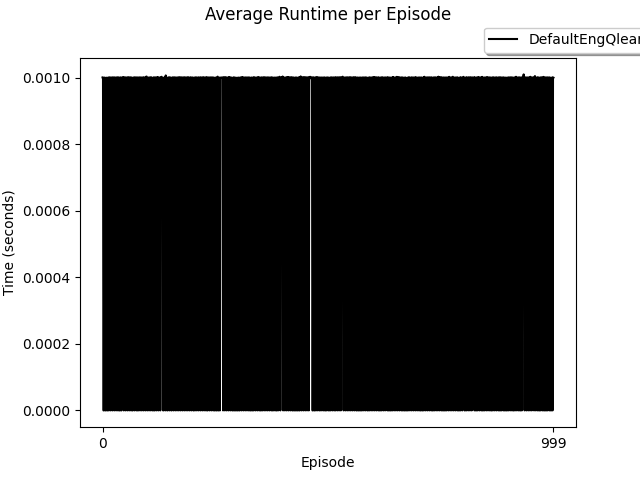 Average Runtime per Episode
DefaultEngQlear
0.0010
0.0008
0.0006
0.0004
0.0002
0.0000
Time (seconds)
0
999
Episode